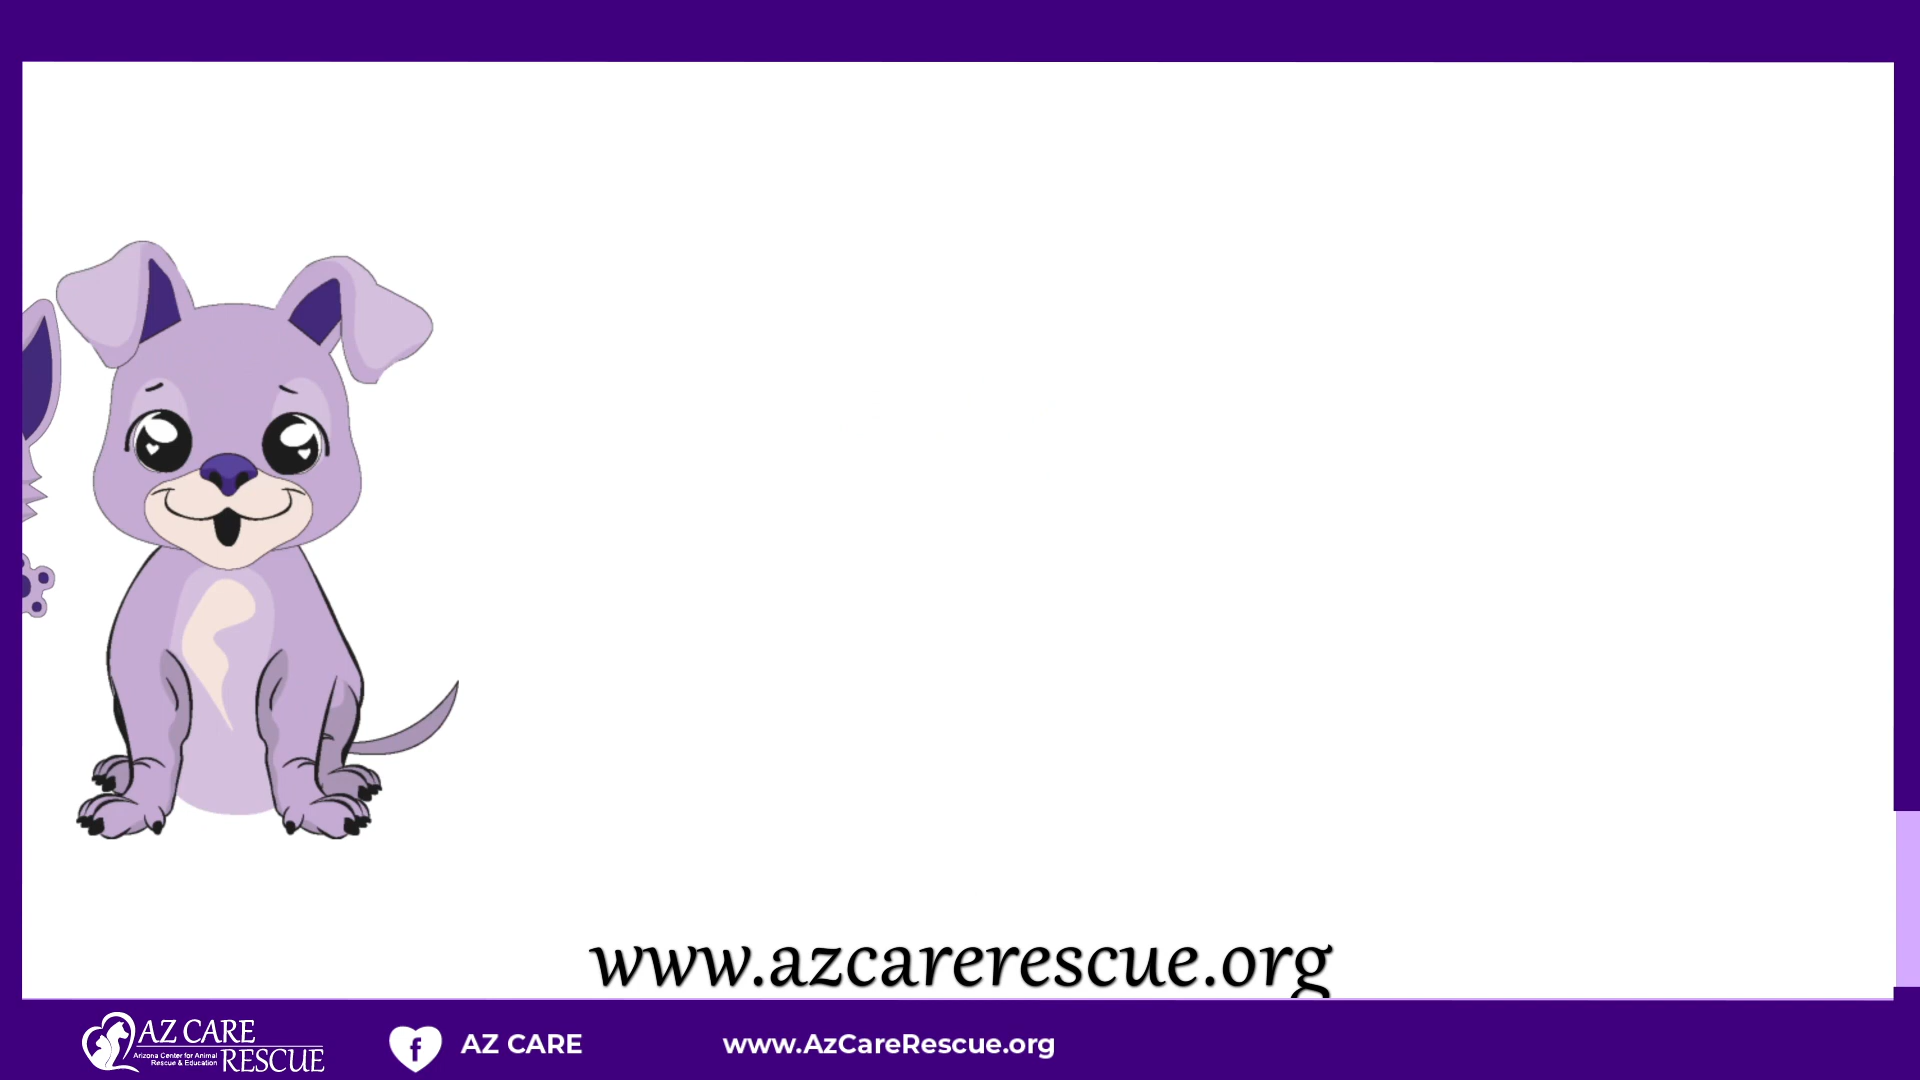 www.azcarerescue.org
AZ CARE
Arizona Center for Animal
Rescue & Education
RESCUE
f
AZ CARE
www.AzCareRescue.org